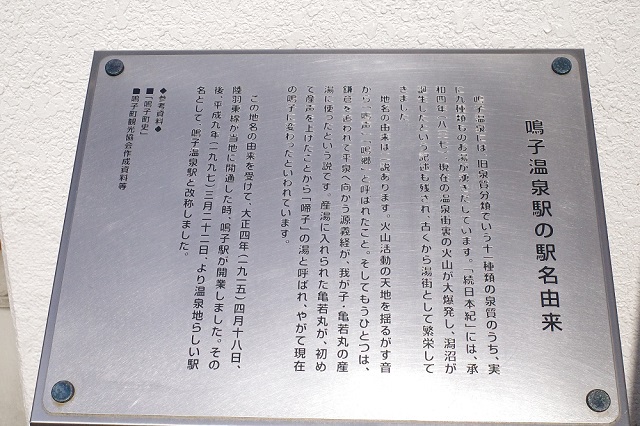 鳴子温泉駅の駅名由来
鳴子温泉には、旧泉質分類でいう十一種類の泉質のうち、実
に九種類ものお湯がわきだしています。「続日本紀」には、承
和四年(八三七)、現在の温泉街裏の火山が大爆発し、潟沼が
誕生したという記述も残され、古くから湯街として繁栄して
きました。
地名の由来は二説あります。火山活動の天地を揺るがす音
から「鳴声」「鳴郷」と呼ばれたこと。そしてもうひとつは、
鎌倉を追われて平泉へ向かう源義経が、我が子・亀若丸の産
湯に使ったという説です。産湯に入れられた亀若丸が、初め
て産声を上げたことから「啼子」の湯と呼ばれ、やがて現在
の鳴子に変わったといわれています。
この地名の由来を受けて、大正四年(一九一五)四月十八日、
陸羽東線が当地に開通した時、鳴子駅が開業しました。その
後、平成九年(一九九七)三月二十二日、より温泉地らしい駅
名として、鳴子温泉駅と改称しました。
◆参考資料◆
■「鳴子町史」
■鳴子町観光協会作成資料等